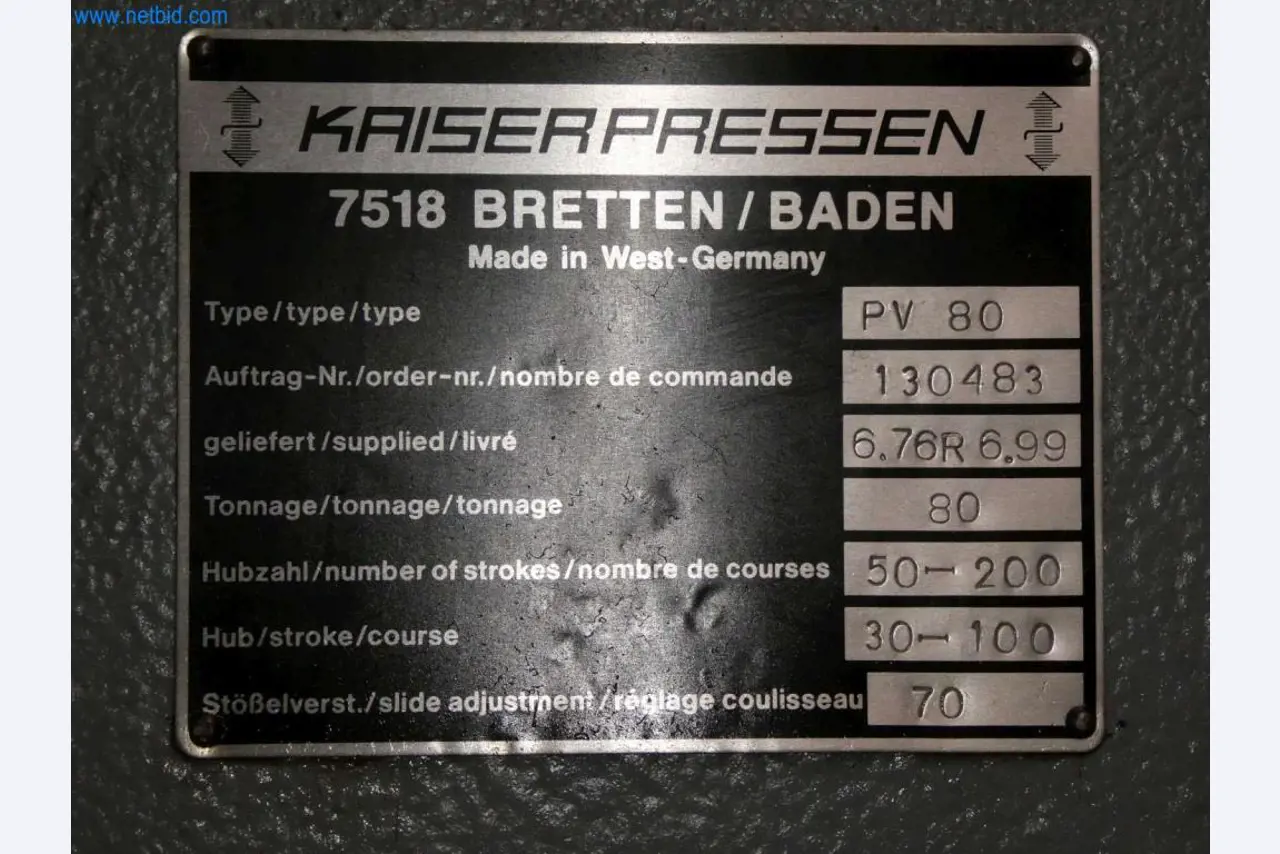 www.netbid.com
KAISER PRESSEN
7518 BRETTEN / BADEN
Made in West-Germany
Type/type/type PV 80
Auftrag-Nr./order-nr./nombre de commande 130483
geliefert/supplied/livré 6.76R 6.99
Tonnage/tonnage/tonnage 80
Hubzahl/number of strokes/nombre de courses 50-200
Hub/stroke/course 30-100
Stößelverst./slide adjustment/réglage coulisseau 70